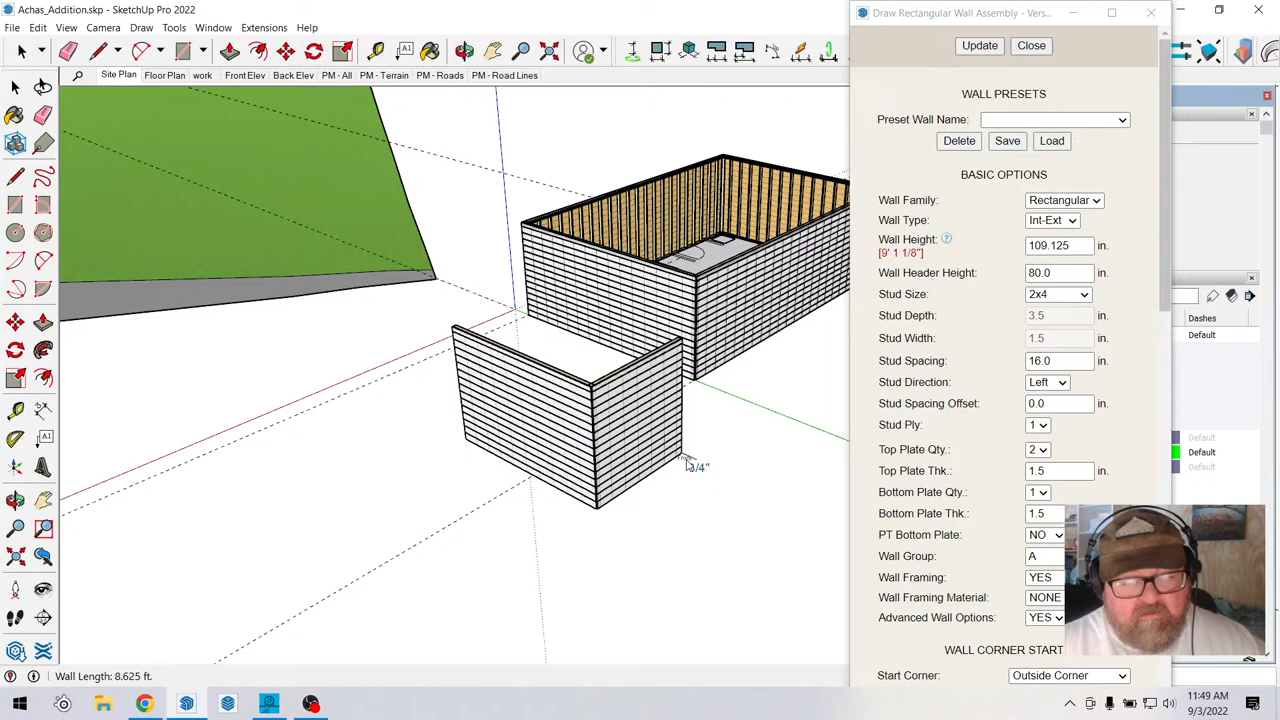 Achas_Addition.skp - SketchUp Pro 2022
File Edit View Camera Draw Tools Window Extensions Help
Site Plan Floor Plan work Front Elev Back Elev PM - All PM - Terrain PM - Roads PM - Road Lines
Draw Rectangular Wall Assembly - Vers...
Update Close
WALL PRESETS
Preset Wall Name:
Delete Save Load
BASIC OPTIONS
Wall Family: Rectangular
Wall Type: Int-Ext
Wall Height: 109.125 in.
[9' 1 1/8"]
Wall Header Height: 80.0 in.
Stud Size: 2x4
Stud Depth: 3.5 in.
Stud Width: 1.5 in.
Stud Spacing: 16.0 in.
Stud Direction: Left
Stud Spacing Offset: 0.0 in.
Stud Ply: 1
Top Plate Qty.: 2
Top Plate Thk.: 1.5 in.
Bottom Plate Qty.: 1
Bottom Plate Thk.: 1.5
PT Bottom Plate: NO
Wall Group: A
Wall Framing: YES
Wall Framing Material: NONE
Advanced Wall Options: YES
WALL CORNER START
Start Corner: Outside Corner
Dashes
Default
Default
Default
Default
3/4"
Wall Length: 8.625 ft.
11:49 AM
9/3/2022